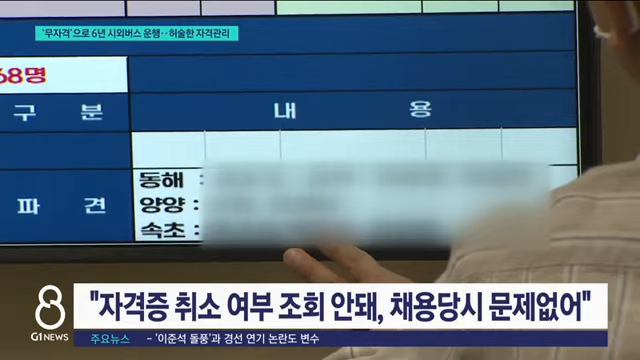 '무자격'으로 6년 시외버스 운행‥허술한 자격관리
68명
구 분
내 용
파 견
동해 :
양양 :
속초 :
"자격증 취소 여부 조회 안돼, 채용당시 문제없어"
8
G1NEWS
주요뉴스 - '이준석 돌풍'과 경선 연기 논란도 변수